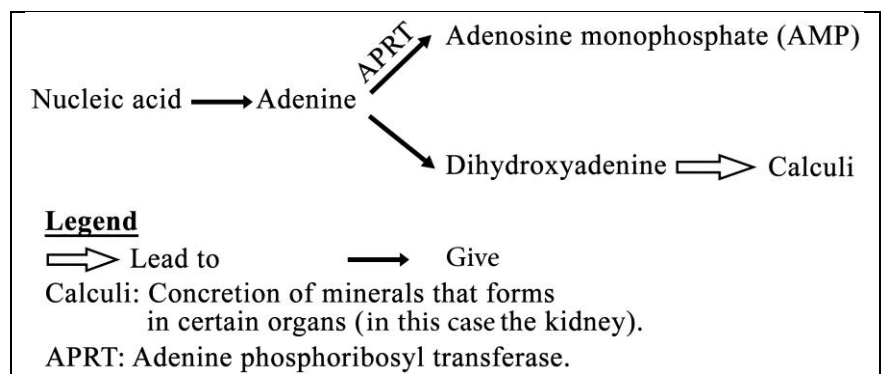 APRT
Adenosine monophosphate (AMP)
Nucleic acid Adenine
Dihydroxyadenine Calculi
Legend
Lead to Give
Calculi: Concretion of minerals that forms
in certain organs (in this case the kidney).
APRT: Adenine phosphoribosyl transferase.